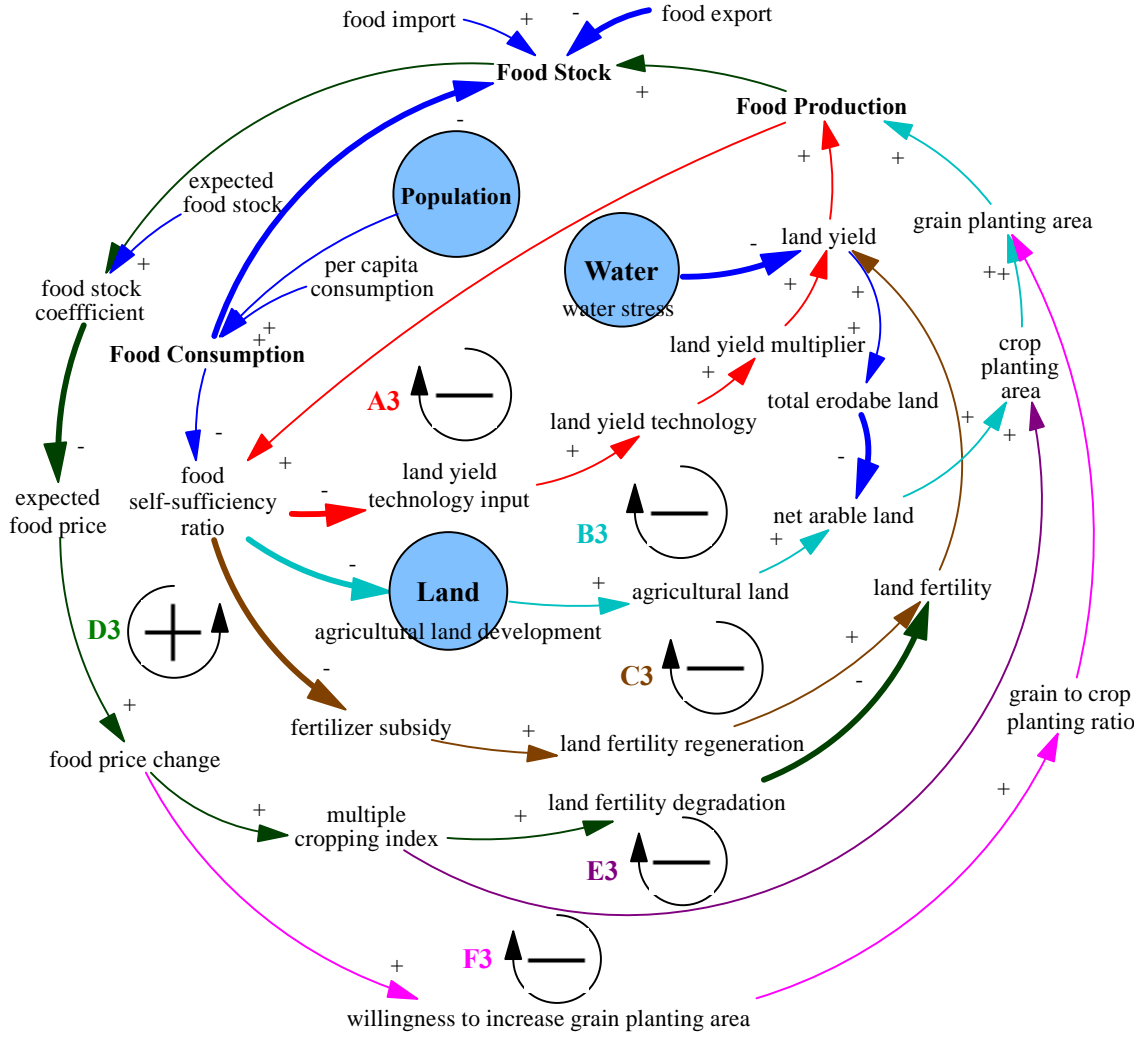 food import
food export
+
-
Food Stock
+
Food Production
-
+
+
expected
food stock
Population
grain planting area
-
land yield
Water
water stress
+
food stock
coeffficient
per capita
consumption
+
+
++
+
+
+
Food Consumption
land yield multiplier
crop
planting
area
A3
+
total erodabe land
land yield technology
+
+
-
-
+
-
food
self-sufficiency
ratio
+
land yield
technology input
-
expected
food price
B3
net arable land
+
-
Land
+
agricultural land
land fertility
agricultural land development
D3
+
-
C3
-
grain to crop
planting ratio
+
fertilizer subsidy
+
land fertility regeneration
food price change
+
+
land fertility degradation
+
multiple
cropping index
E3
F3
+
willingness to increase grain planting area